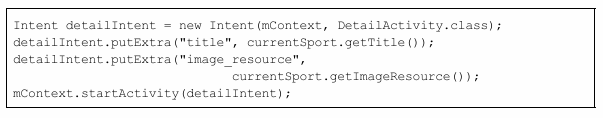 Intent detailIntent = new Intent(mContext, DetailActivity.class);
detailIntent.putExtra("title", currentSport.getTitle());
detailIntent.putExtra("image_resource",
                             currentSport.getImageResource());
mContext.startActivity(detailIntent);